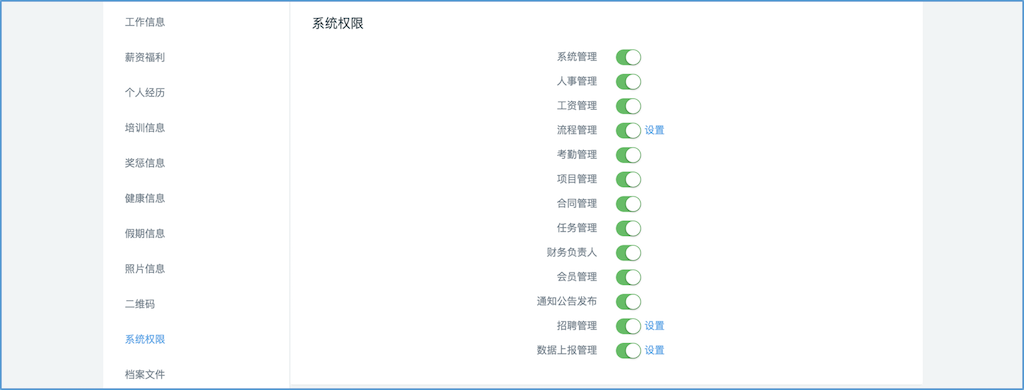 工作信息
薪资福利
个人经历
培训信息
奖惩信息
健康信息
假期信息
照片信息
二维码
系统权限
档案文件
系统权限
系统管理
人事管理
工资管理
流程管理 设置
考勤管理
项目管理
合同管理
任务管理
财务负责人
会员管理
通知公告发布
招聘管理 设置
数据上报管理 设置